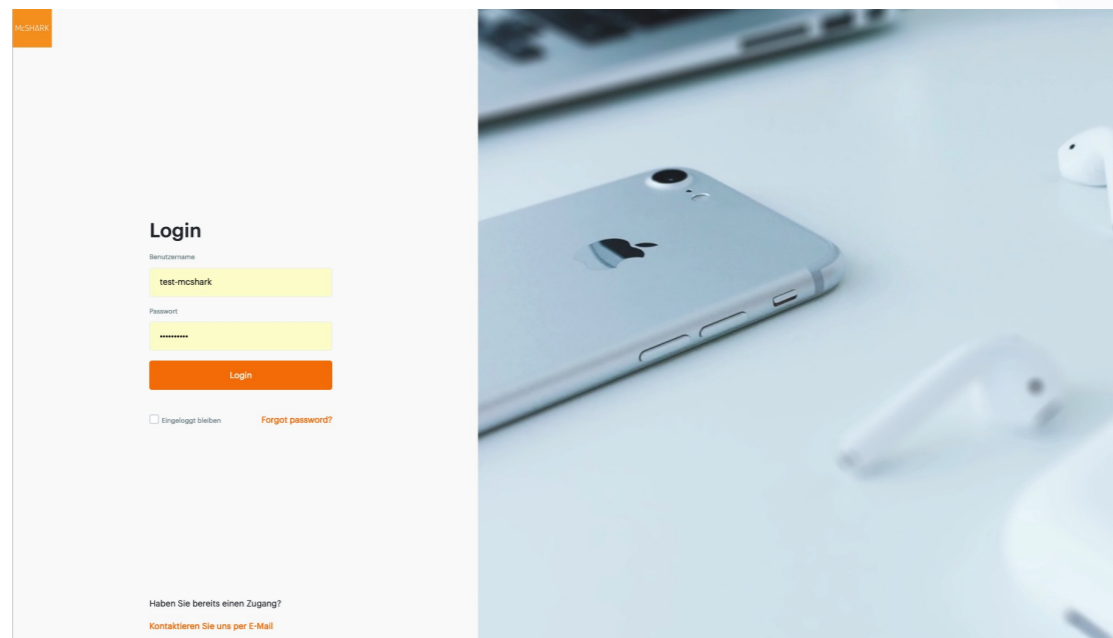 McSHARK
Login
Benutzername
test-mcshark
Passwort
••••••••••
Login
Eingeloggt bleiben
Forgot password?
Haben Sie bereits einen Zugang?
Kontaktieren Sie uns per E-Mail